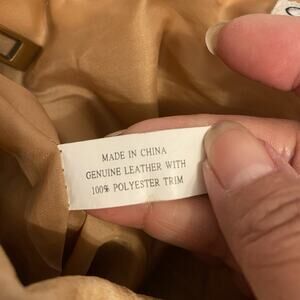 MADE IN CHINA
GENUINE LEATHER WITH
100% POLYESTER TRIM